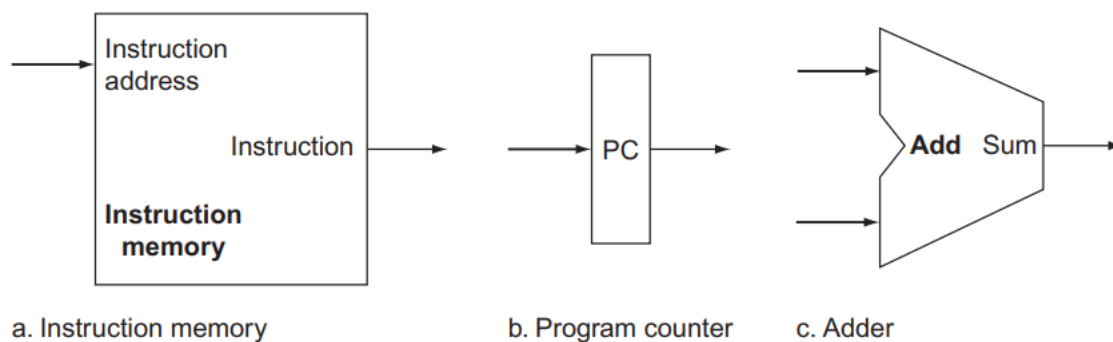 Instruction
address
Instruction
Instruction
memory
PC
Add Sum
a. Instruction memory
b. Program counter
c. Adder